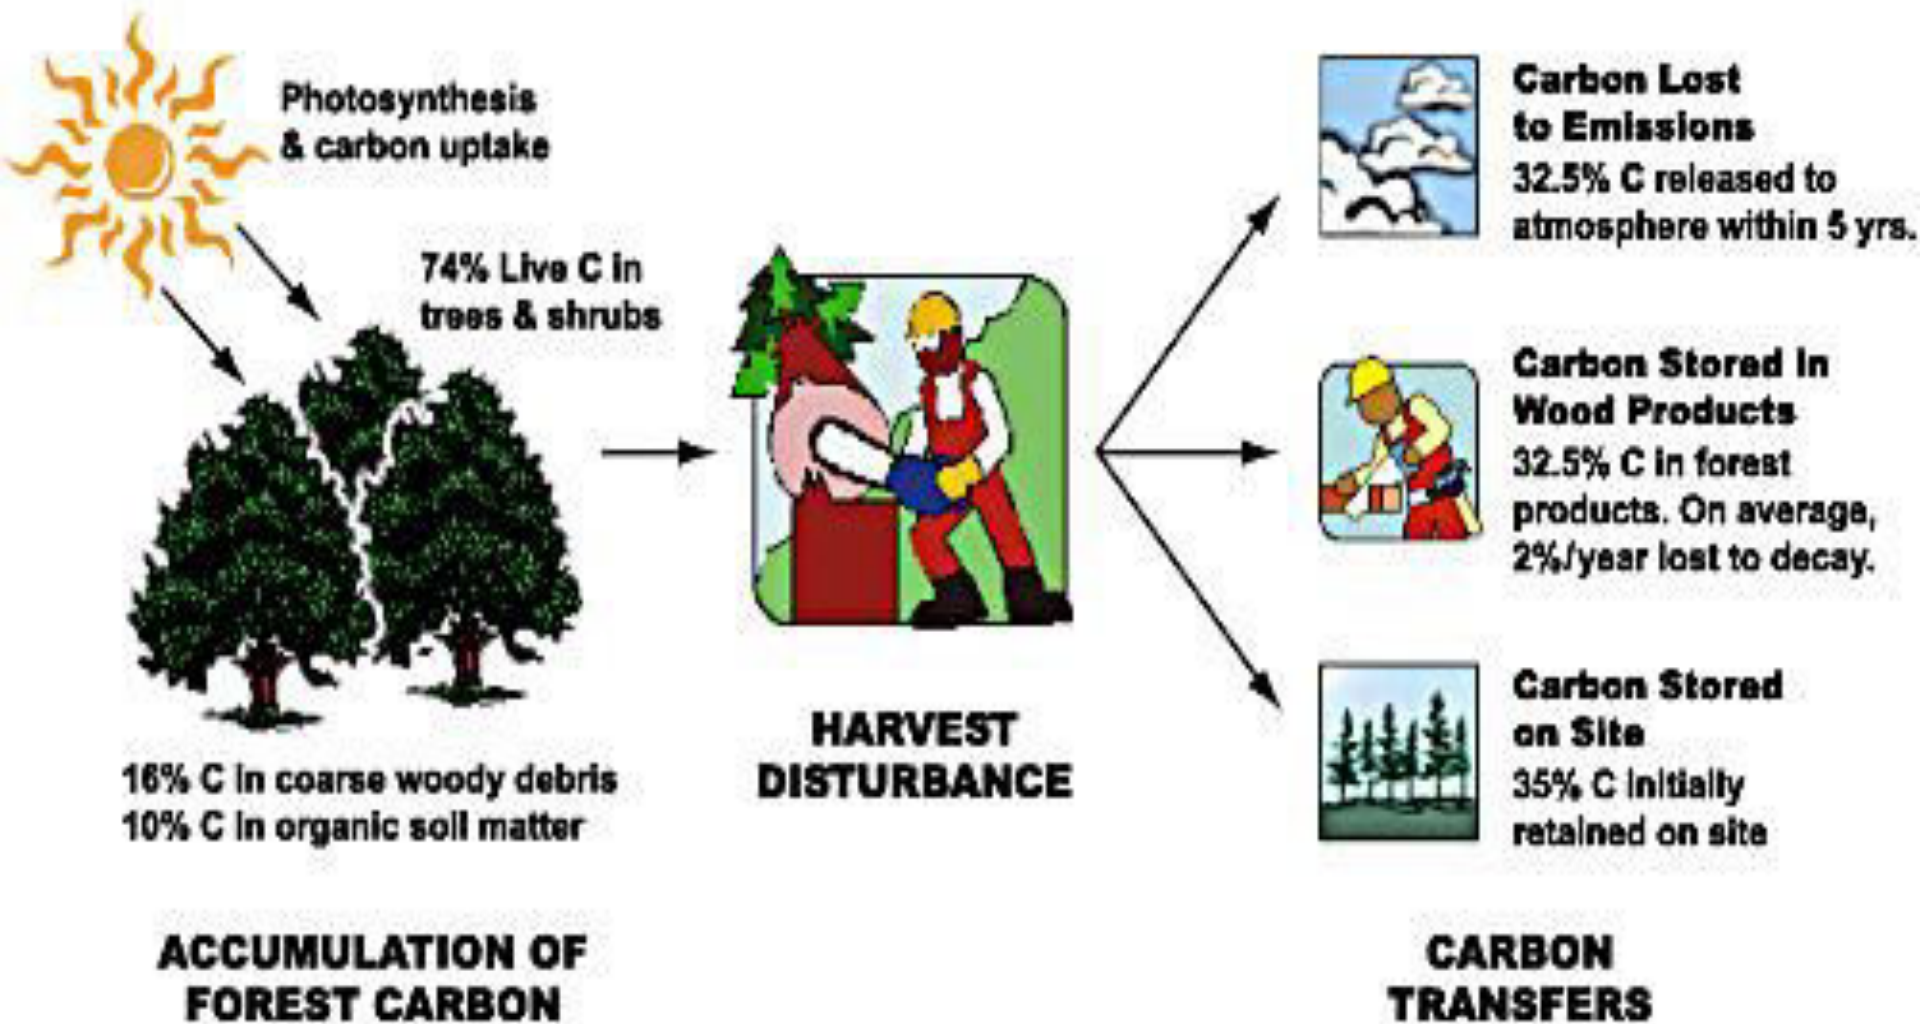 Photosynthesis
& carbon uptake
74% Live C in
trees & shrubs
16% C in coarse woody debris
10% C in organic soil matter
ACCUMULATION OF
FOREST CARBON
HARVEST
DISTURBANCE
Carbon Lost
to Emissions
32.5% C released to
atmosphere within 5 yrs.
Carbon Stored in
Wood Products
32.5% C in forest
products. On average,
2%/year lost to decay.
Carbon Stored
on Site
35% C initially
retained on site
CARBON
TRANSFERS